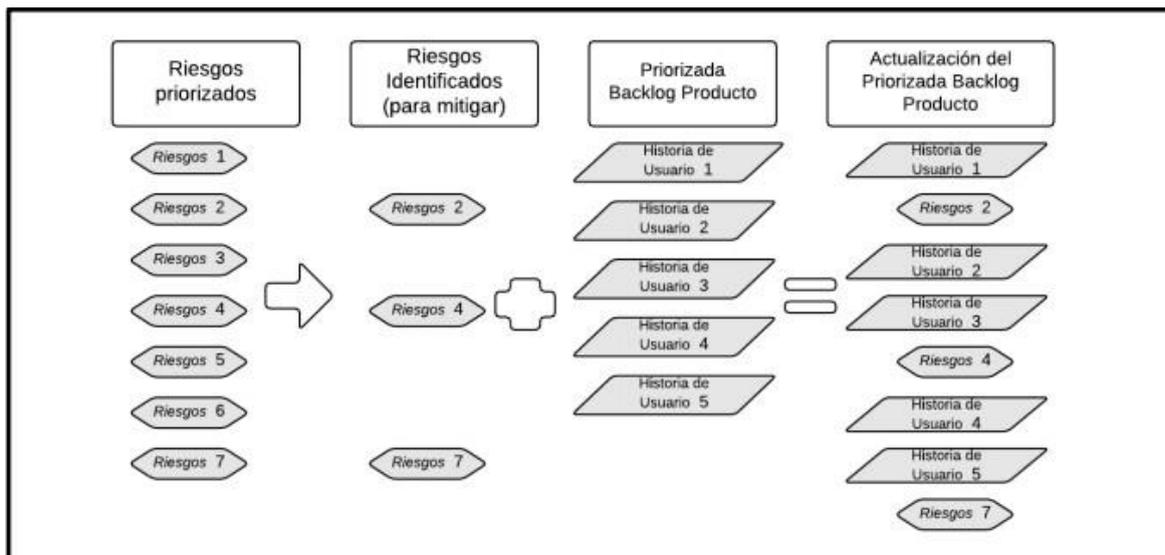 Riesgos
priorizados
Riesgos 1
Riesgos 2
Riesgos 3
Riesgos 4
Riesgos 5
Riesgos 6
Riesgos 7
Riesgos
Identificados
(para mitigar)
Riesgos 2
Riesgos 4
Riesgos 7
Priorizada
Backlog Producto
Historia de
Usuario 1
Historia de
Usuario 2
Historia de
Usuario 3
Historia de
Usuario 4
Historia de
Usuario 5
Actualización del
Priorizada Backlog
Producto
Historia de
Usuario 1
Riesgos 2
Historia de
Usuario 2
Historia de
Usuario 3
Riesgos 4
Historia de
Usuario 4
Historia de
Usuario 5
Riesgos 7